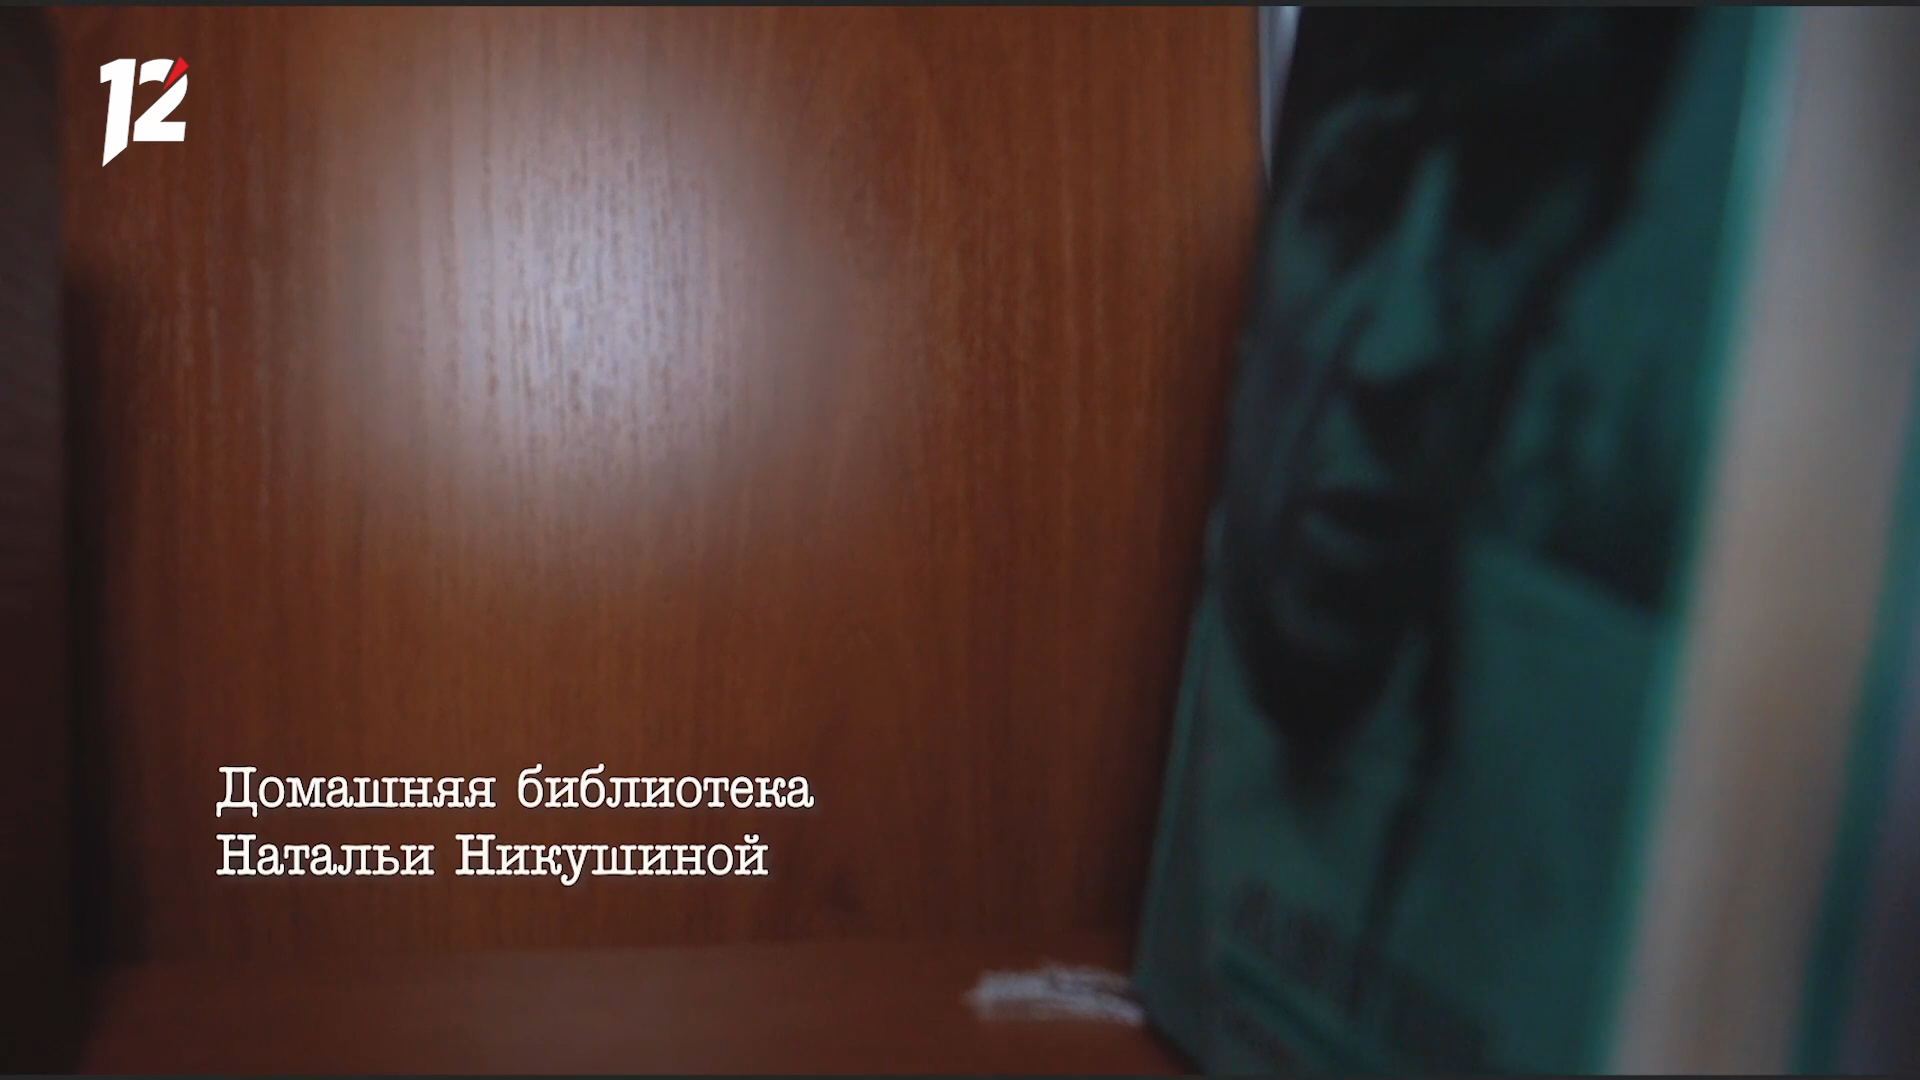 12
Домашняя библиотека
Натальи Никушиной